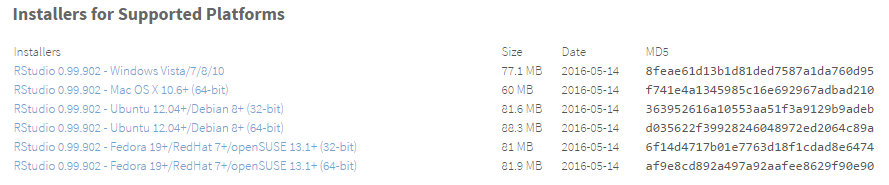 Installers for Supported Platforms
Installers Size Date MD5
RStudio 0.99.902 - Windows Vista/7/8/10 77.1 MB 2016-05-14 8feae61d13b1d81ded7587a1da760d95
RStudio 0.99.902 - Mac OS X 10.6+ (64-bit) 60 MB 2016-05-14 f741e4a1345985c16e692967adbad210
RStudio 0.99.902 - Ubuntu 12.04+/Debian 8+ (32-bit) 81.6 MB 2016-05-14 363952616a10553aa51f3a9129b9adeb
RStudio 0.99.902 - Ubuntu 12.04+/Debian 8+ (64-bit) 88.3 MB 2016-05-14 d035622f39928246048972ed2064c89a
RStudio 0.99.902 - Fedora 19+/RedHat 7+/openSUSE 13.1+ (32-bit) 81 MB 2016-05-14 6f14d4717b01e7763d18f1cdad8e6474
RStudio 0.99.902 - Fedora 19+/RedHat 7+/openSUSE 13.1+ (64-bit) 81.9 MB 2016-05-14 af9e8cd892a497a92aafee8629f90e90